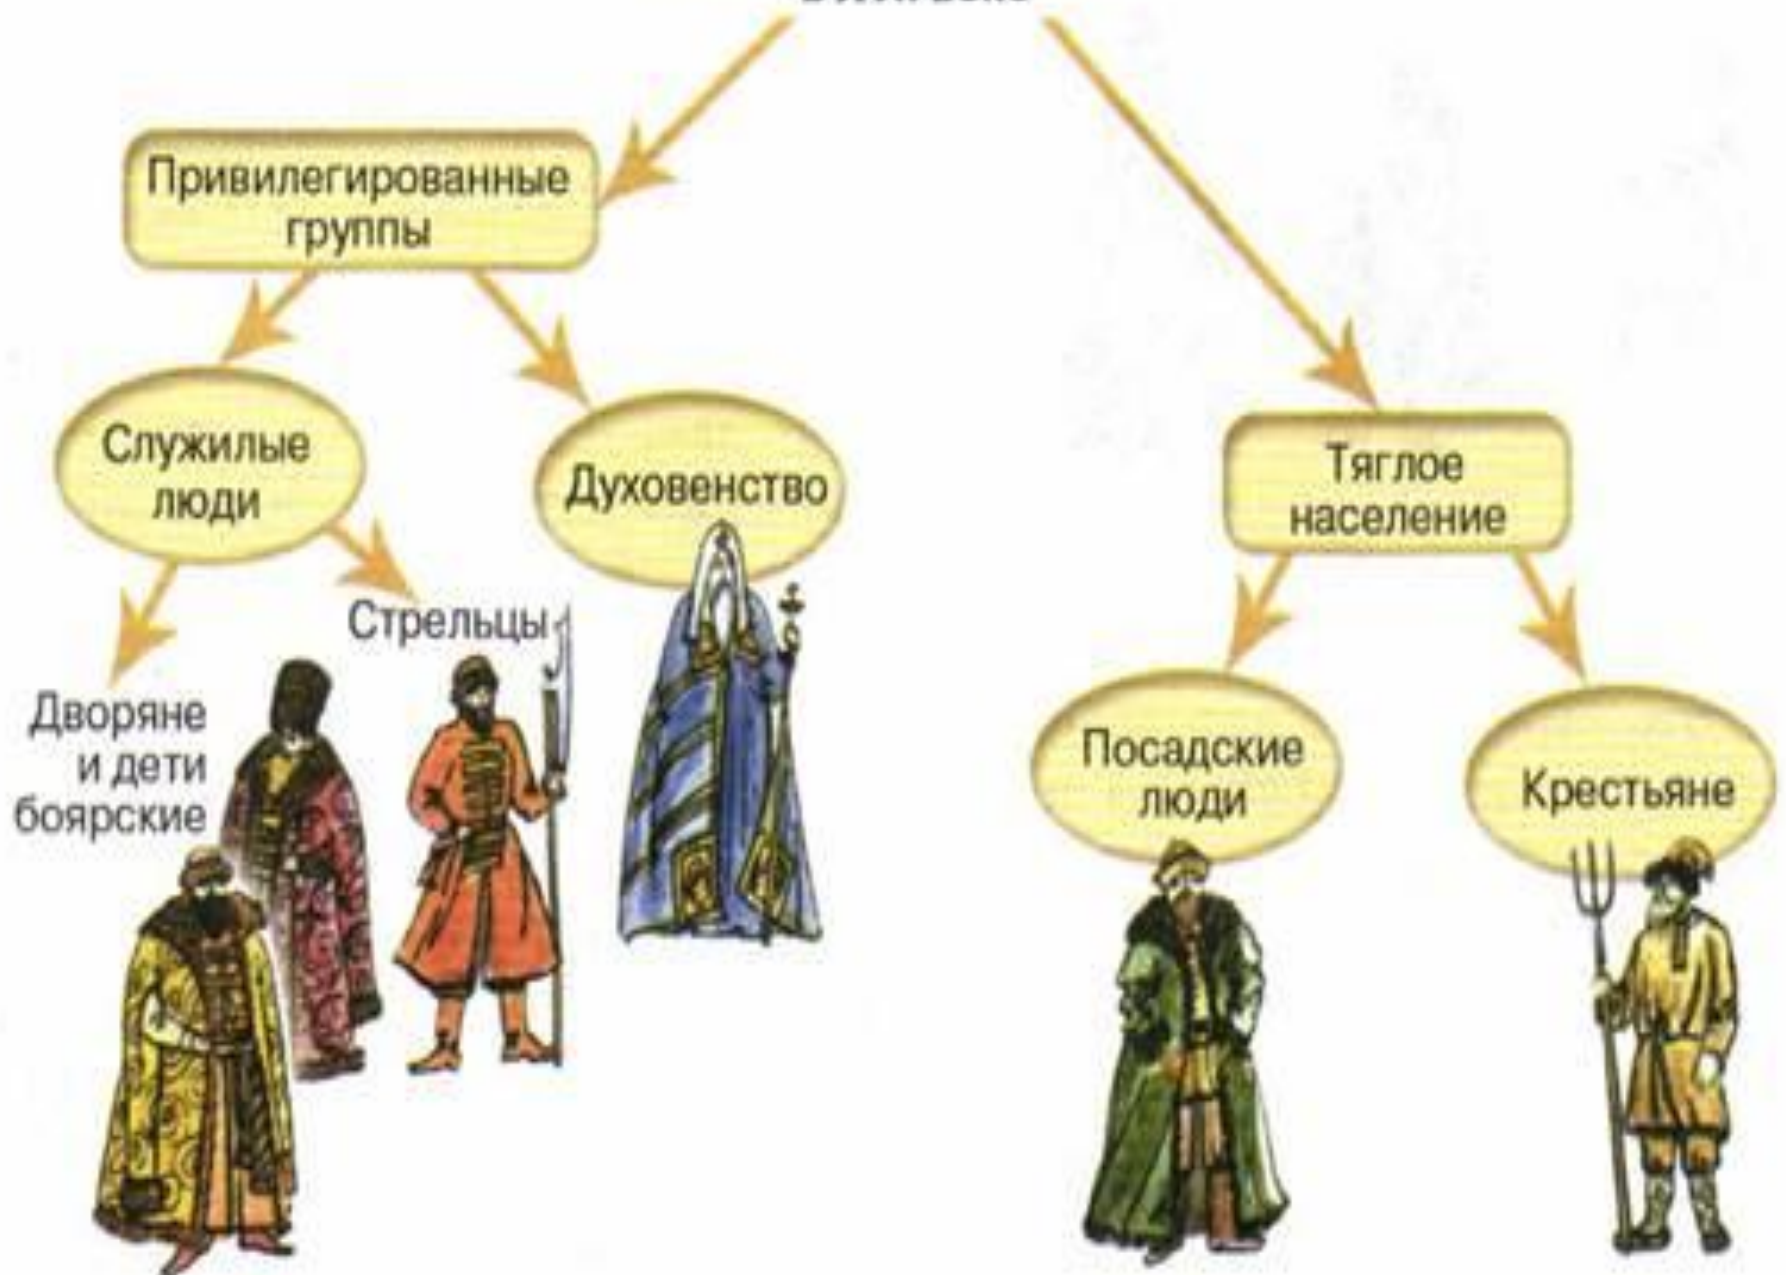 Привилегированные
группы
Служилые
люди
Духовенство
Тяглое
население
Стрельцы
Дворяне
и дети
боярские
Посадские
люди
Крестьяне